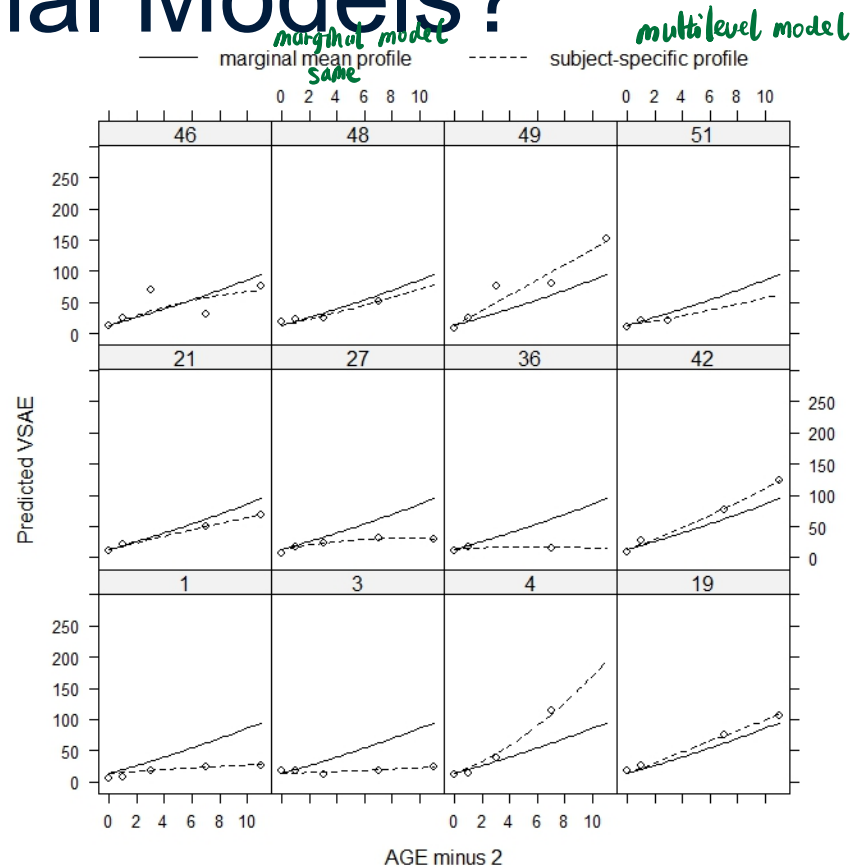 nal Models?
marginal model
multilevel model
marginal mean profile
subject-specific profile
same
0 2 4 6 8 10
0 2 4 6 8 10
46 48 49 51
250
200
150
100
50
0
21 27 36 42
250
200
150
100
50
0
Predicted VSAE
1 3 4 19
250
200
150
100
50
0
0 2 4 6 8 10
0 2 4 6 8 10
AGE minus 2